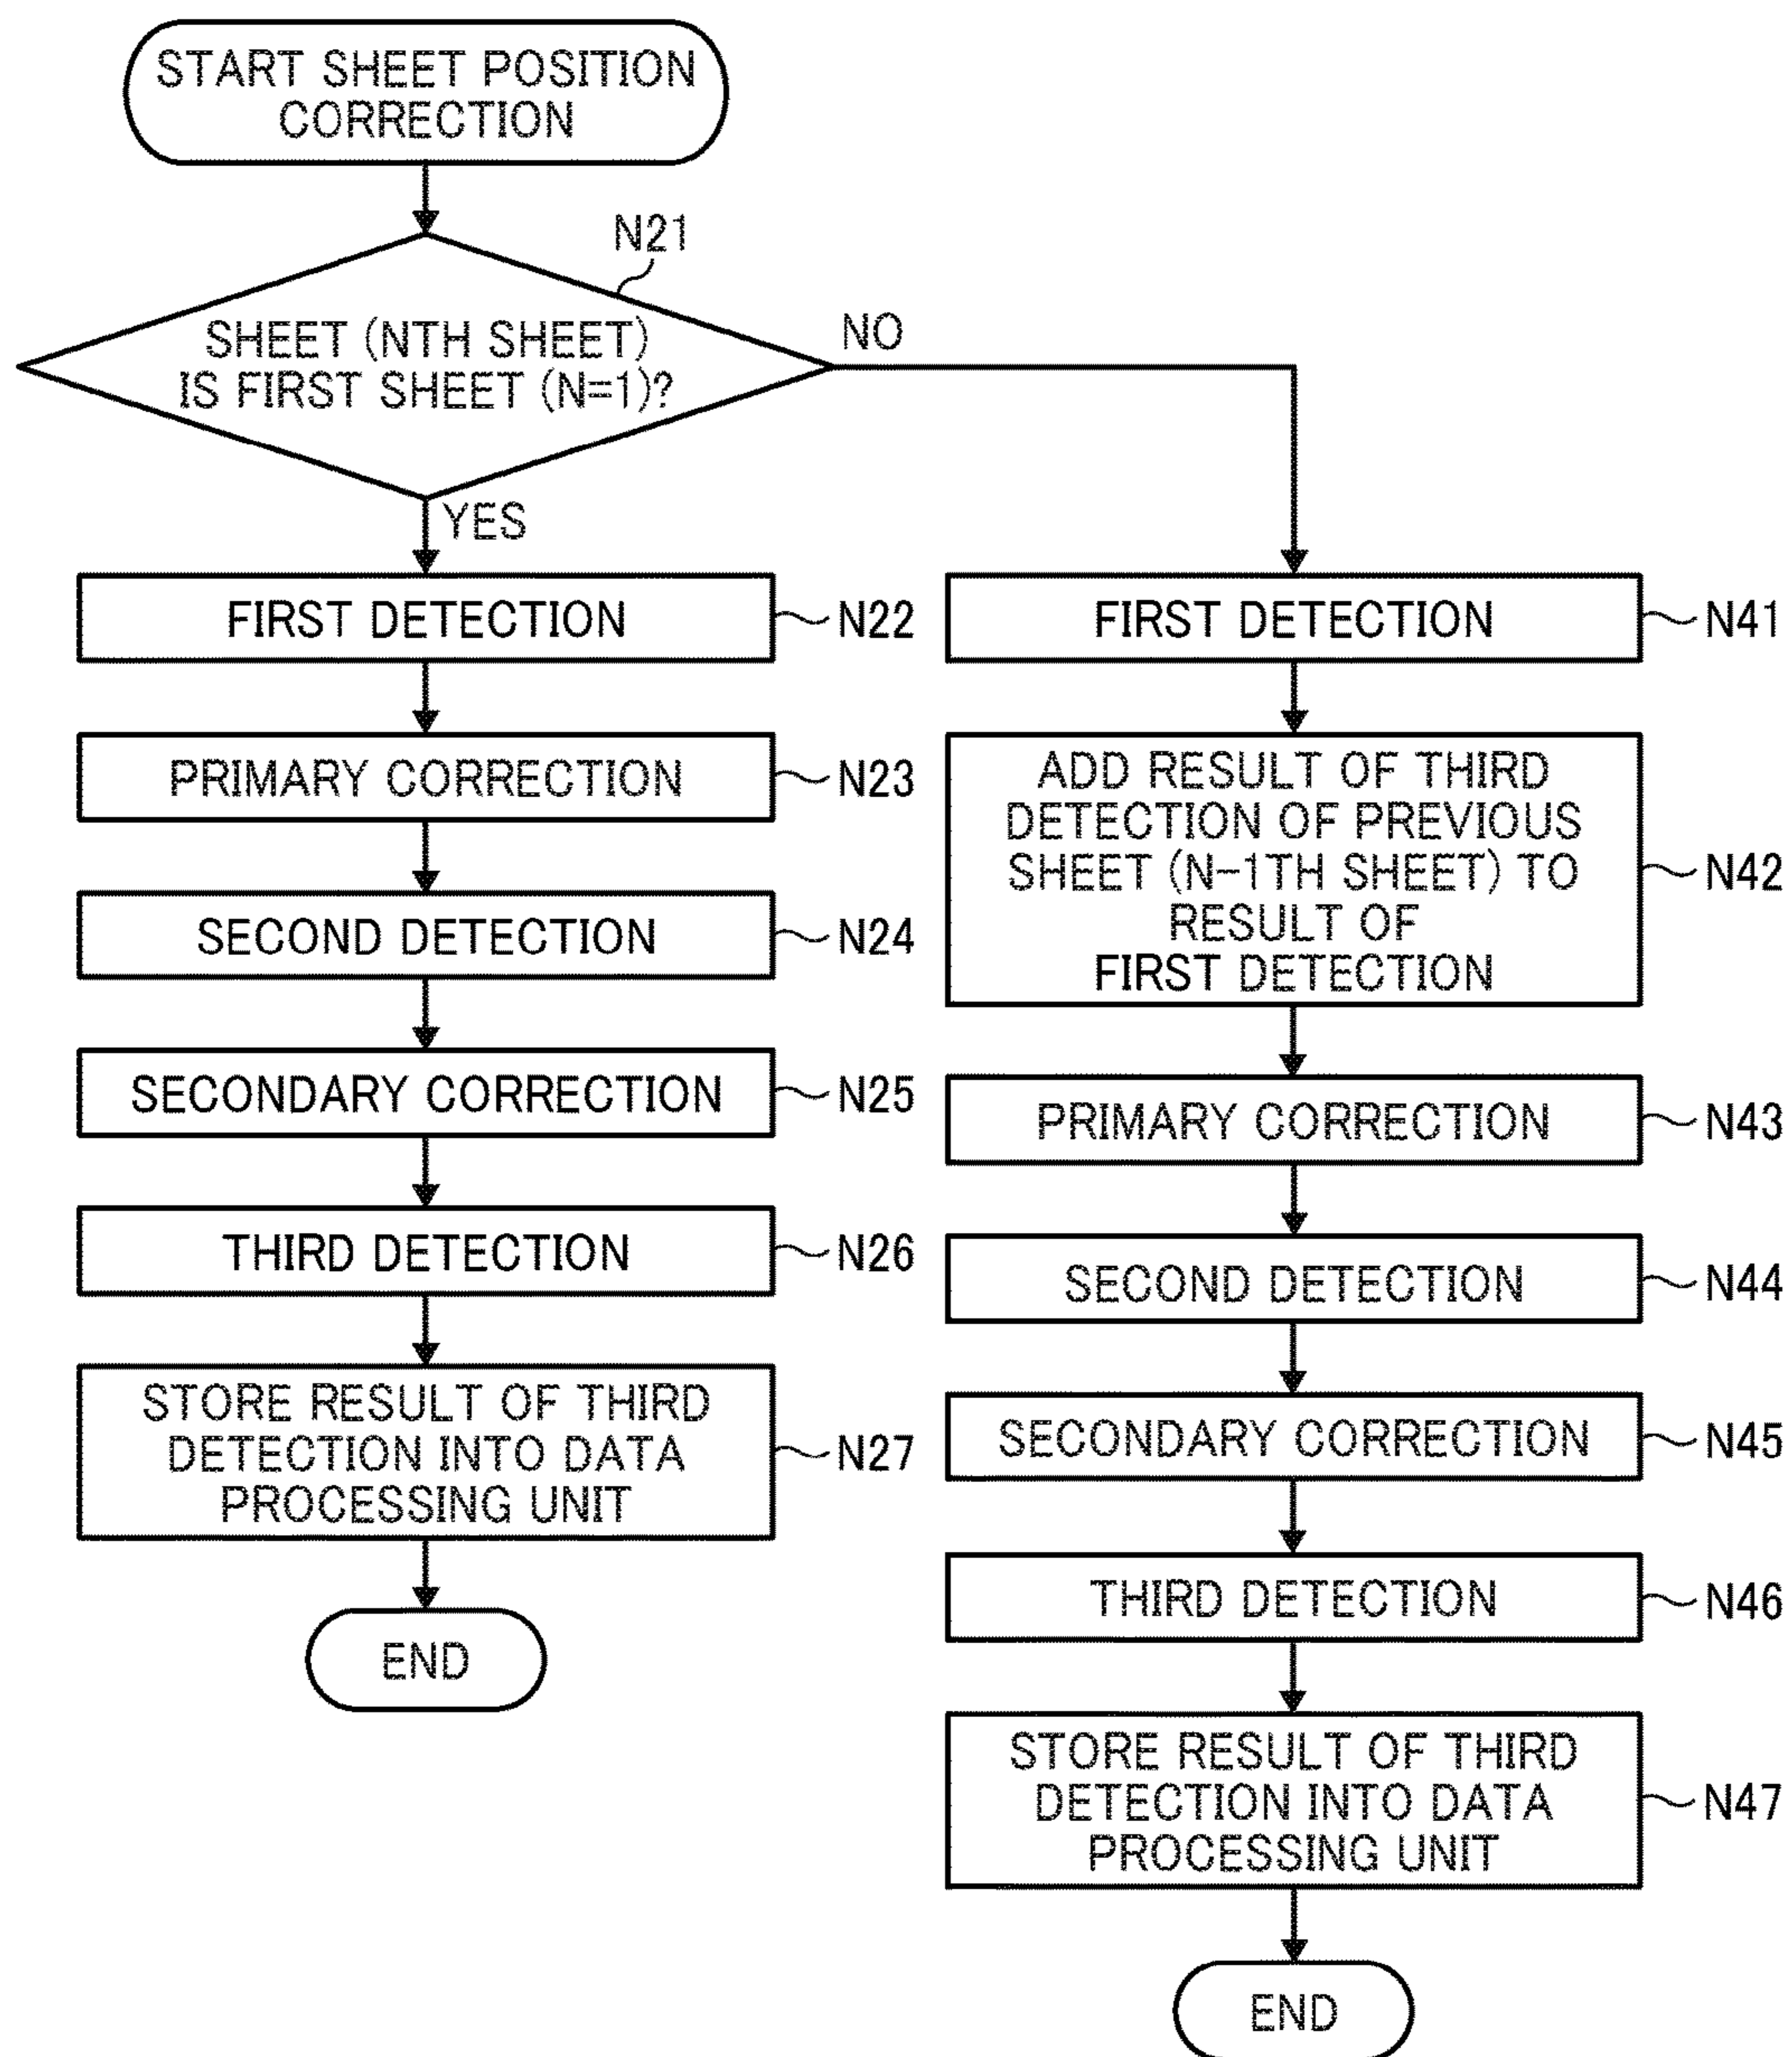 START SHEET POSITION
CORRECTION
N21
SHEET (NTH SHEET)
IS FIRST SHEET (N=1)?
NO
YES
FIRST DETECTION
N22
PRIMARY CORRECTION
N23
SECOND DETECTION
N24
SECONDARY CORRECTION
N25
THIRD DETECTION
N26
STORE RESULT OF THIRD
DETECTION INTO DATA
PROCESSING UNIT
N27
END
FIRST DETECTION
N41
ADD RESULT OF THIRD
DETECTION OF PREVIOUS
SHEET (N-1TH SHEET) TO
RESULT OF
FIRST DETECTION
N42
PRIMARY CORRECTION
N43
SECOND DETECTION
N44
SECONDARY CORRECTION
N45
THIRD DETECTION
N46
STORE RESULT OF THIRD
DETECTION INTO DATA
PROCESSING UNIT
N47
END